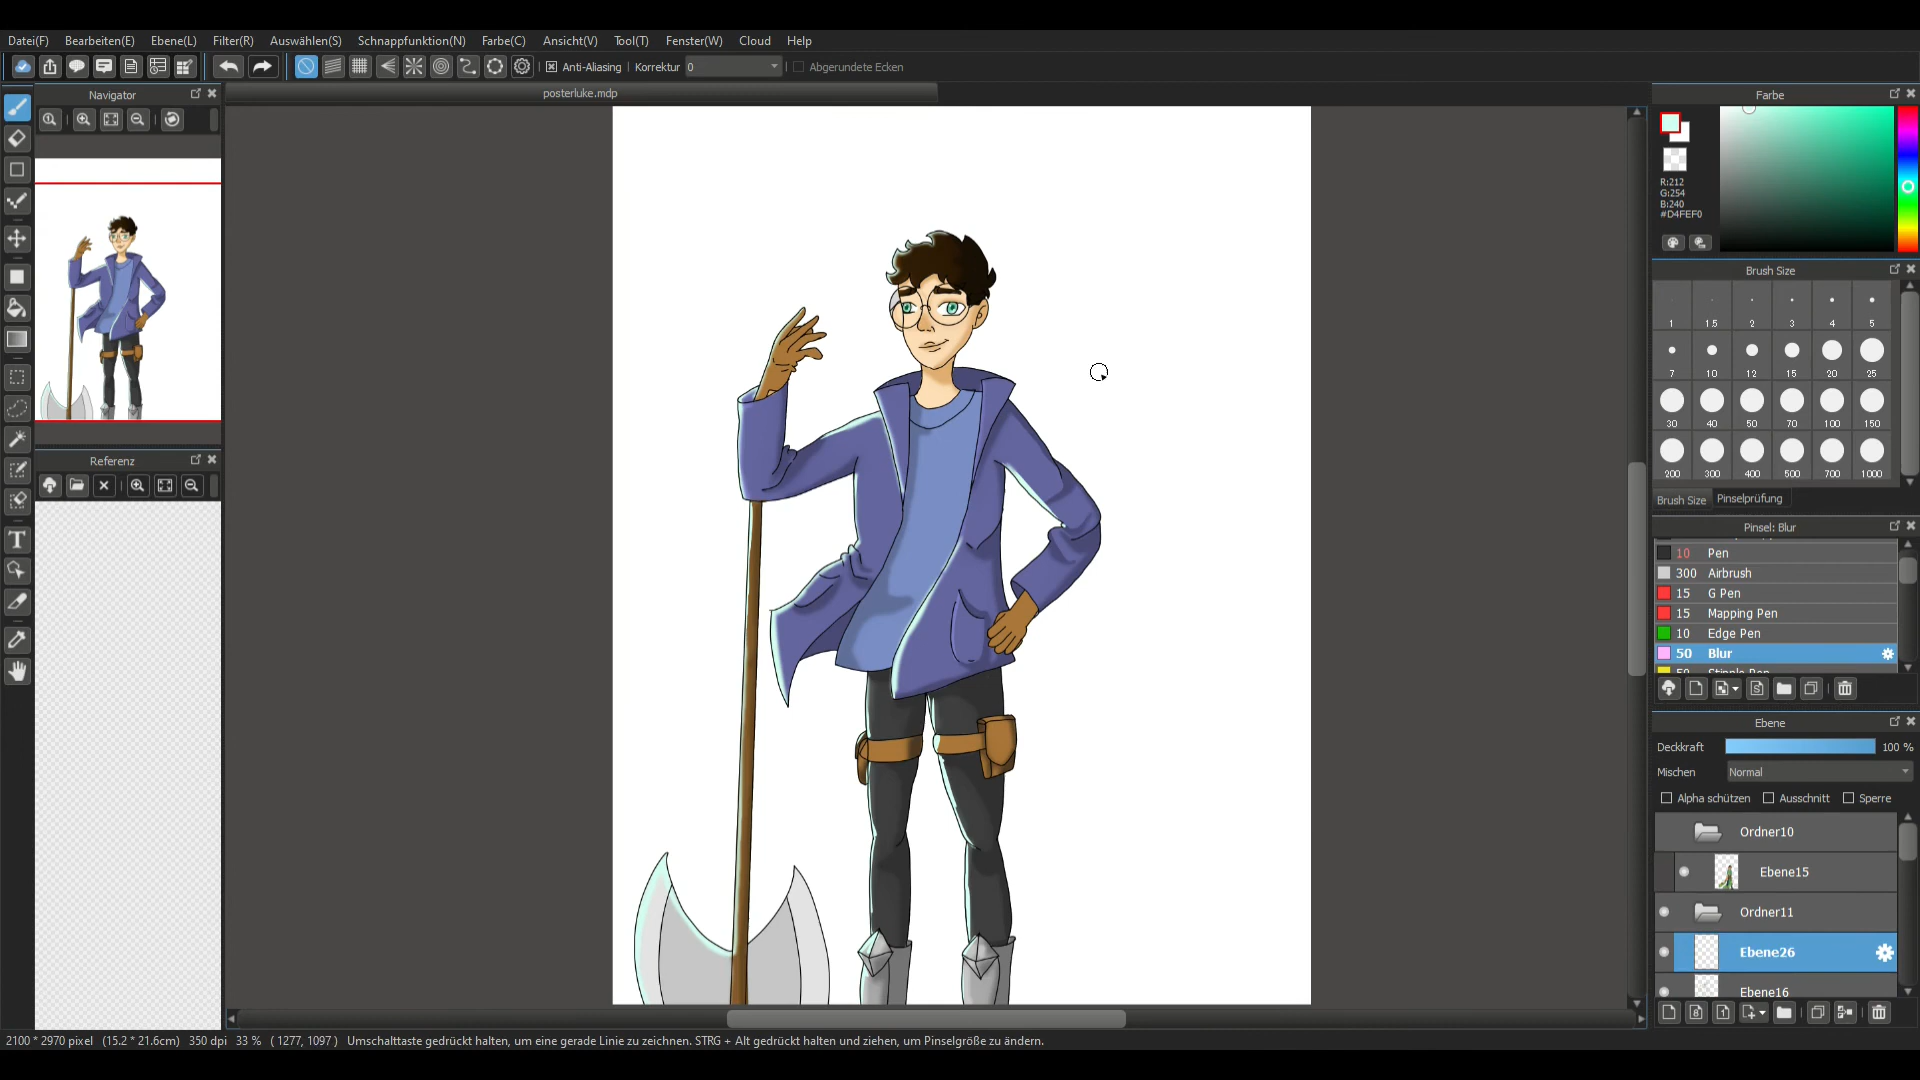 Datei(F) Bearbeiten(E) Ebene(L) Filter(R) Auswählen(S) Schnappfunktion(N) Farbe(C) Ansicht(V) Tool(T) Fenster(W) Cloud Help
Anti-Aliasing Korrektur 0 Abgerundete Ecken
Navigator
posterluke.mdp
Farbe
R:212
G:254
B:240
#D4FEF0
Brush Size
1 1.5 2 3 4 5
7 10 12 15 20 25
30 40 50 70 100 150
200 300 400 500 700 1000
Brush Size Pinselprüfung
Referenz
Pinsel: Blur
10 Pen
300 Airbrush
15 G Pen
15 Mapping Pen
10 Edge Pen
50 Blur
50 Stipple Pen
Ebene
Deckkraft 100 %
Mischen Normal
Alpha schützen Ausschnitt Sperre
Ordner10
Ebene15
Ordner11
Ebene26
Ebene16
2100 * 2970 pixel (15.2 * 21.6cm) 350 dpi 33 % ( 1277, 1097 ) Umschalttaste gedrückt halten, um eine gerade Linie zu zeichnen. STRG + Alt gedrückt halten und ziehen, um Pinselgröße zu ändern.